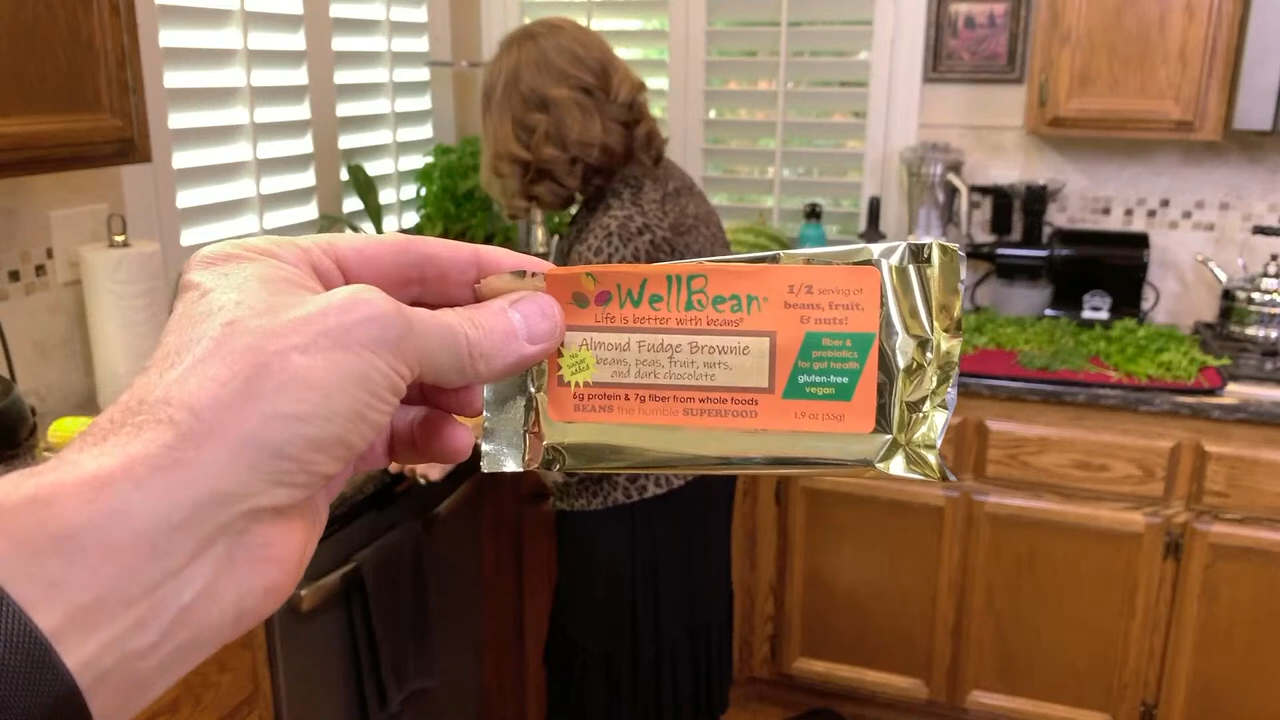 WellBean®
Life is better with beans®
Almond Fudge Brownie
beans, peas, fruit, nuts,
and dark chocolate
No
sugar
added
6g protein & 7g fiber from whole foods
BEANS the humble SUPERFOOD
1/2 serving of
beans, fruit,
& nuts!
fiber &
prebiotics
for gut health
gluten-free
vegan
1.9 oz (55g)